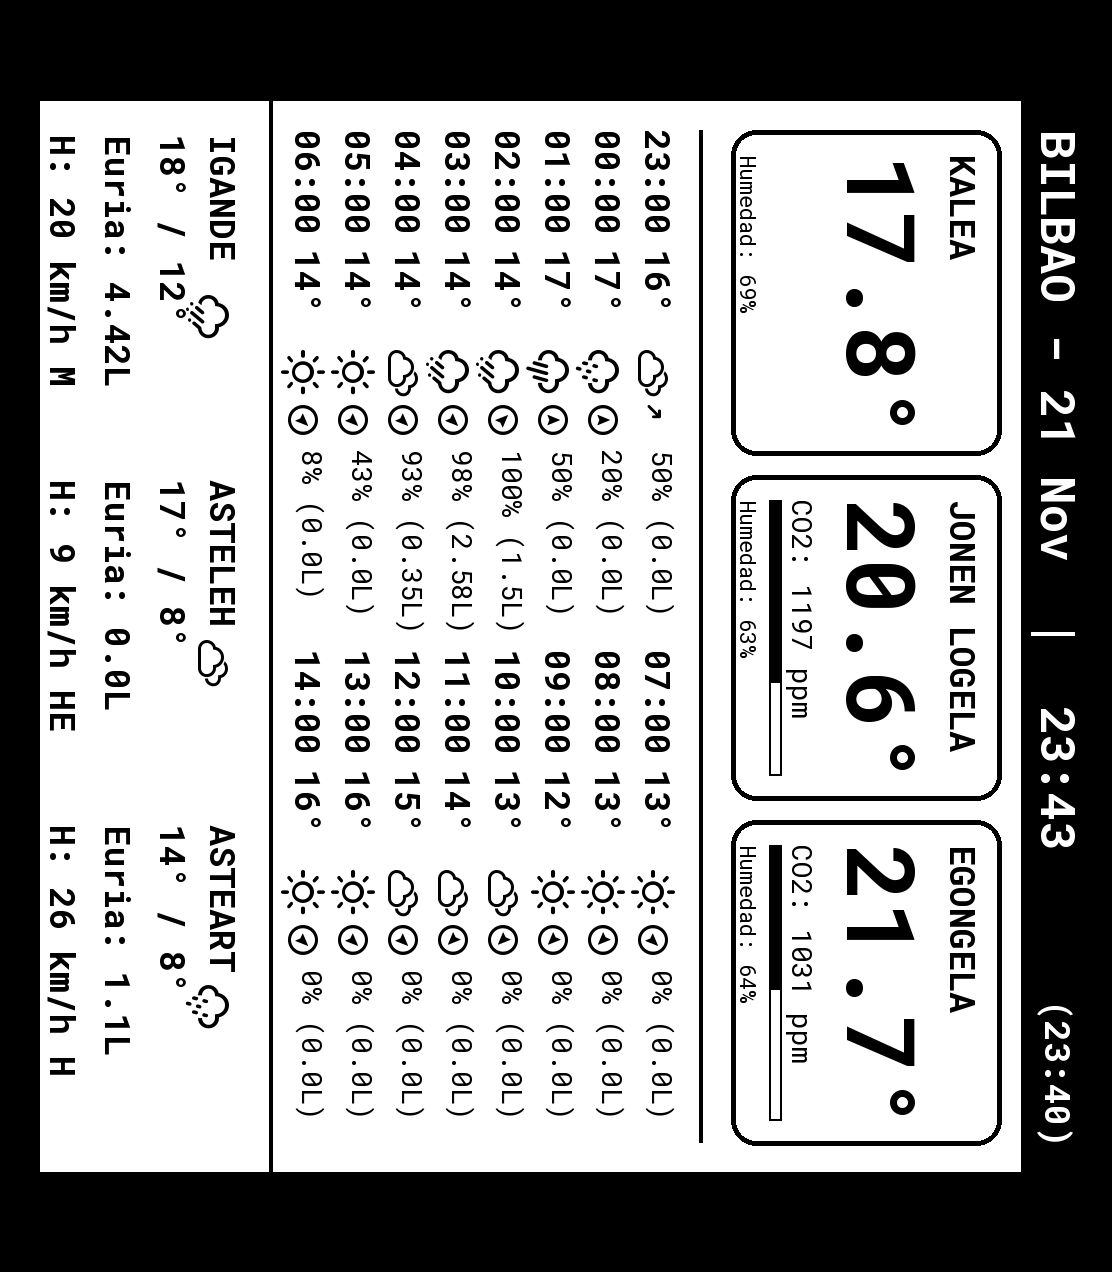 BILBAO - 21 Nov | 23:43 (23:40)
KALEA
17.8°
Humedad: 69%
JONEN LOGELA
20.6°
CO2: 1197 ppm
Humedad: 63%
EGONGELA
21.7°
CO2: 1031 ppm
Humedad: 64%
23:00 16° ↗ 50% (0.0L)
00:00 17° 20% (0.0L)
01:00 17° 50% (0.0L)
02:00 14° 100% (1.5L)
03:00 14° 98% (2.58L)
04:00 14° 93% (0.35L)
05:00 14° 43% (0.0L)
06:00 14° 8% (0.0L)
07:00 13° 0% (0.0L)
08:00 13° 0% (0.0L)
09:00 12° 0% (0.0L)
10:00 13° 0% (0.0L)
11:00 14° 0% (0.0L)
12:00 15° 0% (0.0L)
13:00 16° 0% (0.0L)
14:00 16° 0% (0.0L)
IGANDE
18° / 12°
Euria: 4.42L
H: 20 km/h M
ASTELEH
17° / 8°
Euria: 0.0L
H: 9 km/h HE
ASTEART
14° / 8°
Euria: 1.1L
H: 26 km/h H